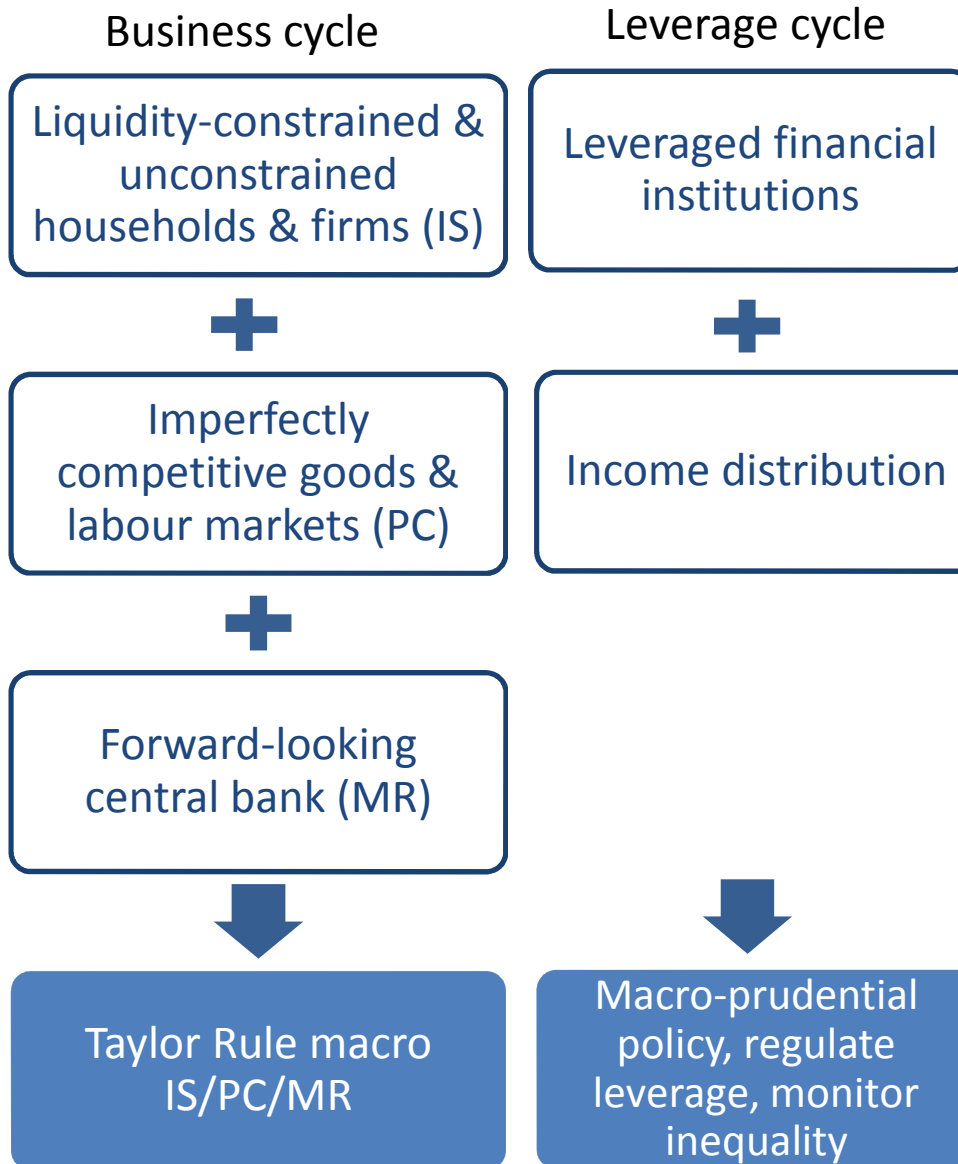 Business cycle
Liquidity-constrained &
unconstrained
households & firms (IS)
Imperfectly
competitive goods &
labour markets (PC)
Forward-looking
central bank (MR)
Taylor Rule macro
IS/PC/MR
Leverage cycle
Leveraged financial
institutions
Income distribution
Macro-prudential
policy, regulate
leverage, monitor
inequality